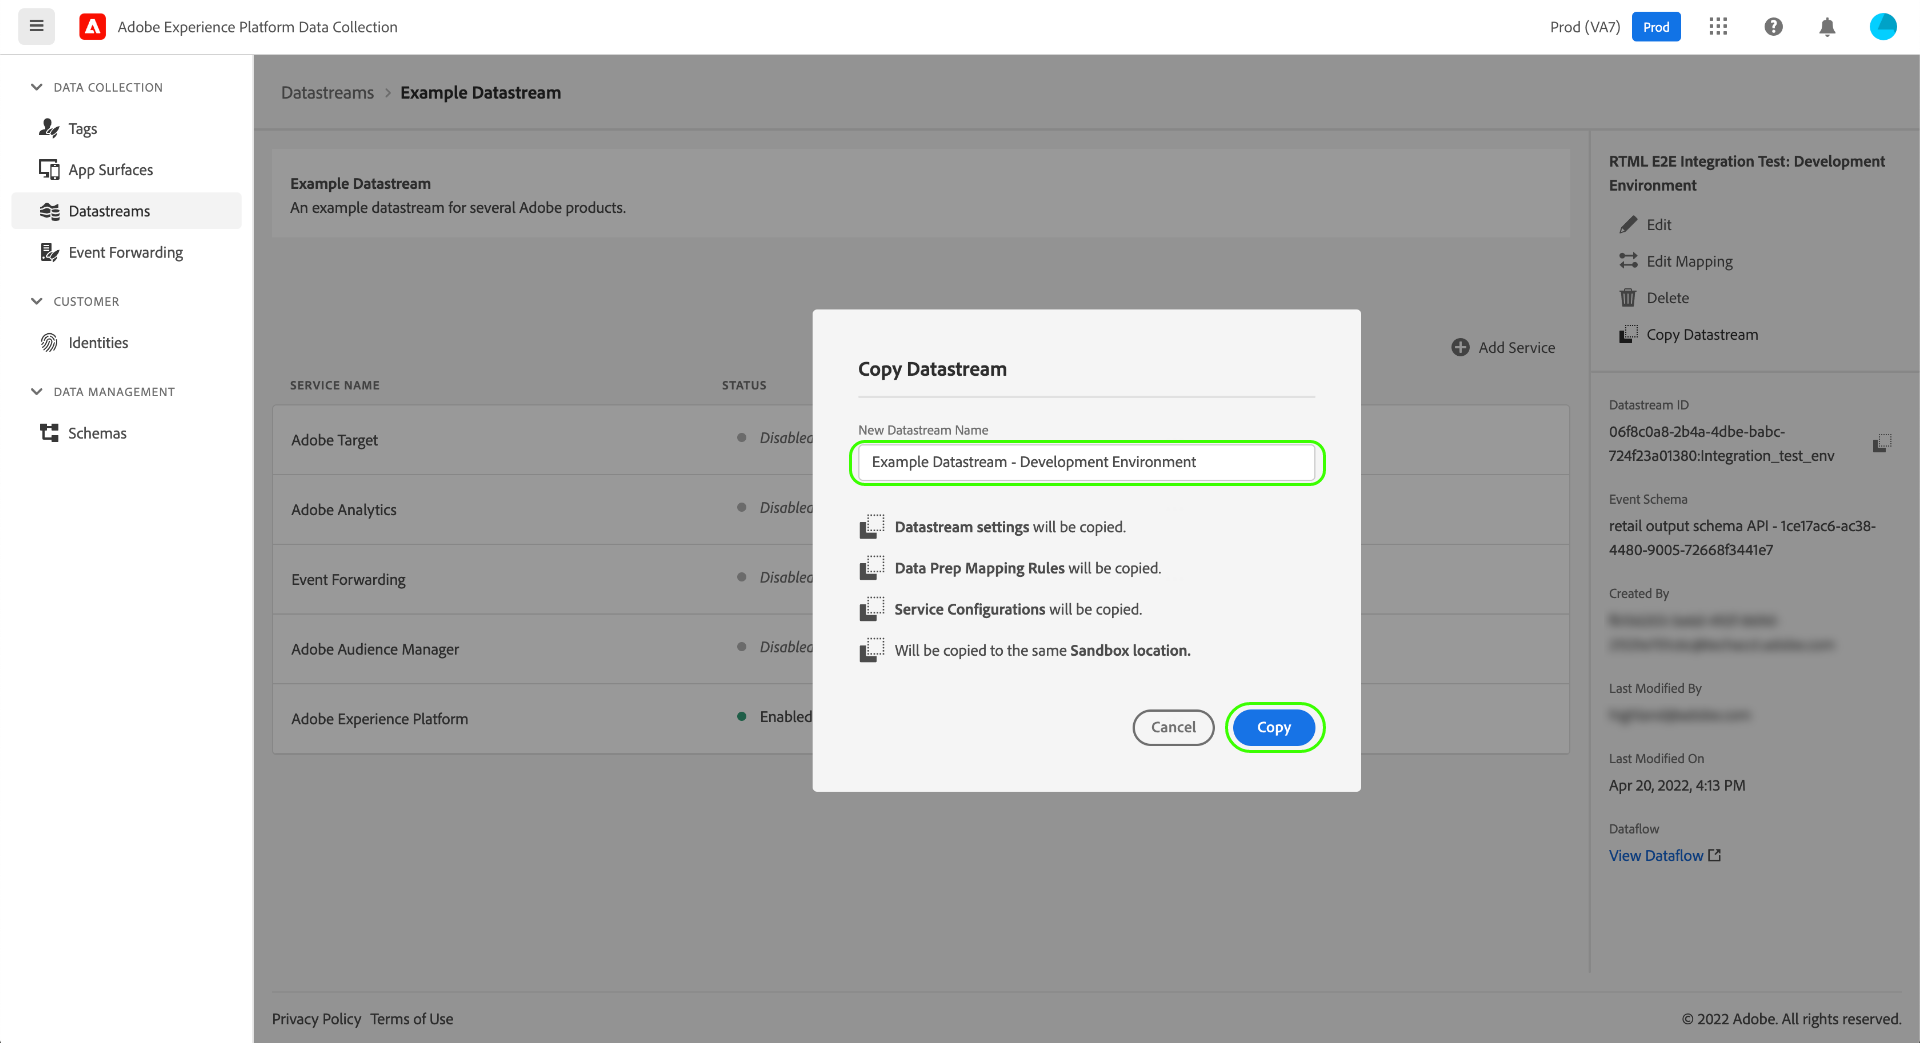 Adobe Experience Platform Data Collection
Prod (VA7)
Prod
DATA COLLECTION
Tags
App Surfaces
Datastreams
Event Forwarding
CUSTOMER
Identities
DATA MANAGEMENT
Schemas
Datastreams > Example Datastream
Example Datastream
An example datastream for several Adobe products.
Add Service
SERVICE NAME STATUS
Adobe Target Disabled
Adobe Analytics Disabled
Event Forwarding Disabled
Adobe Audience Manager Disabled
Adobe Experience Platform Enabled
Copy Datastream
New Datastream Name
Example Datastream - Development Environment
Datastream settings will be copied.
Data Prep Mapping Rules will be copied.
Service Configurations will be copied.
Will be copied to the same Sandbox location.
Cancel Copy
RTML E2E Integration Test: Development
Environment
Edit
Edit Mapping
Delete
Copy Datastream
Datastream ID
06f8c0a8-2b4a-4dbe-babc-
724f23a01380:Integration_test_env
Event Schema
retail output schema API - 1ce17ac6-ac38-
4480-9005-72668f3441e7
Created By
Last Modified By
Last Modified On
Apr 20, 2022, 4:13 PM
Dataflow
View Dataflow
Privacy Policy Terms of Use
© 2022 Adobe. All rights reserved.